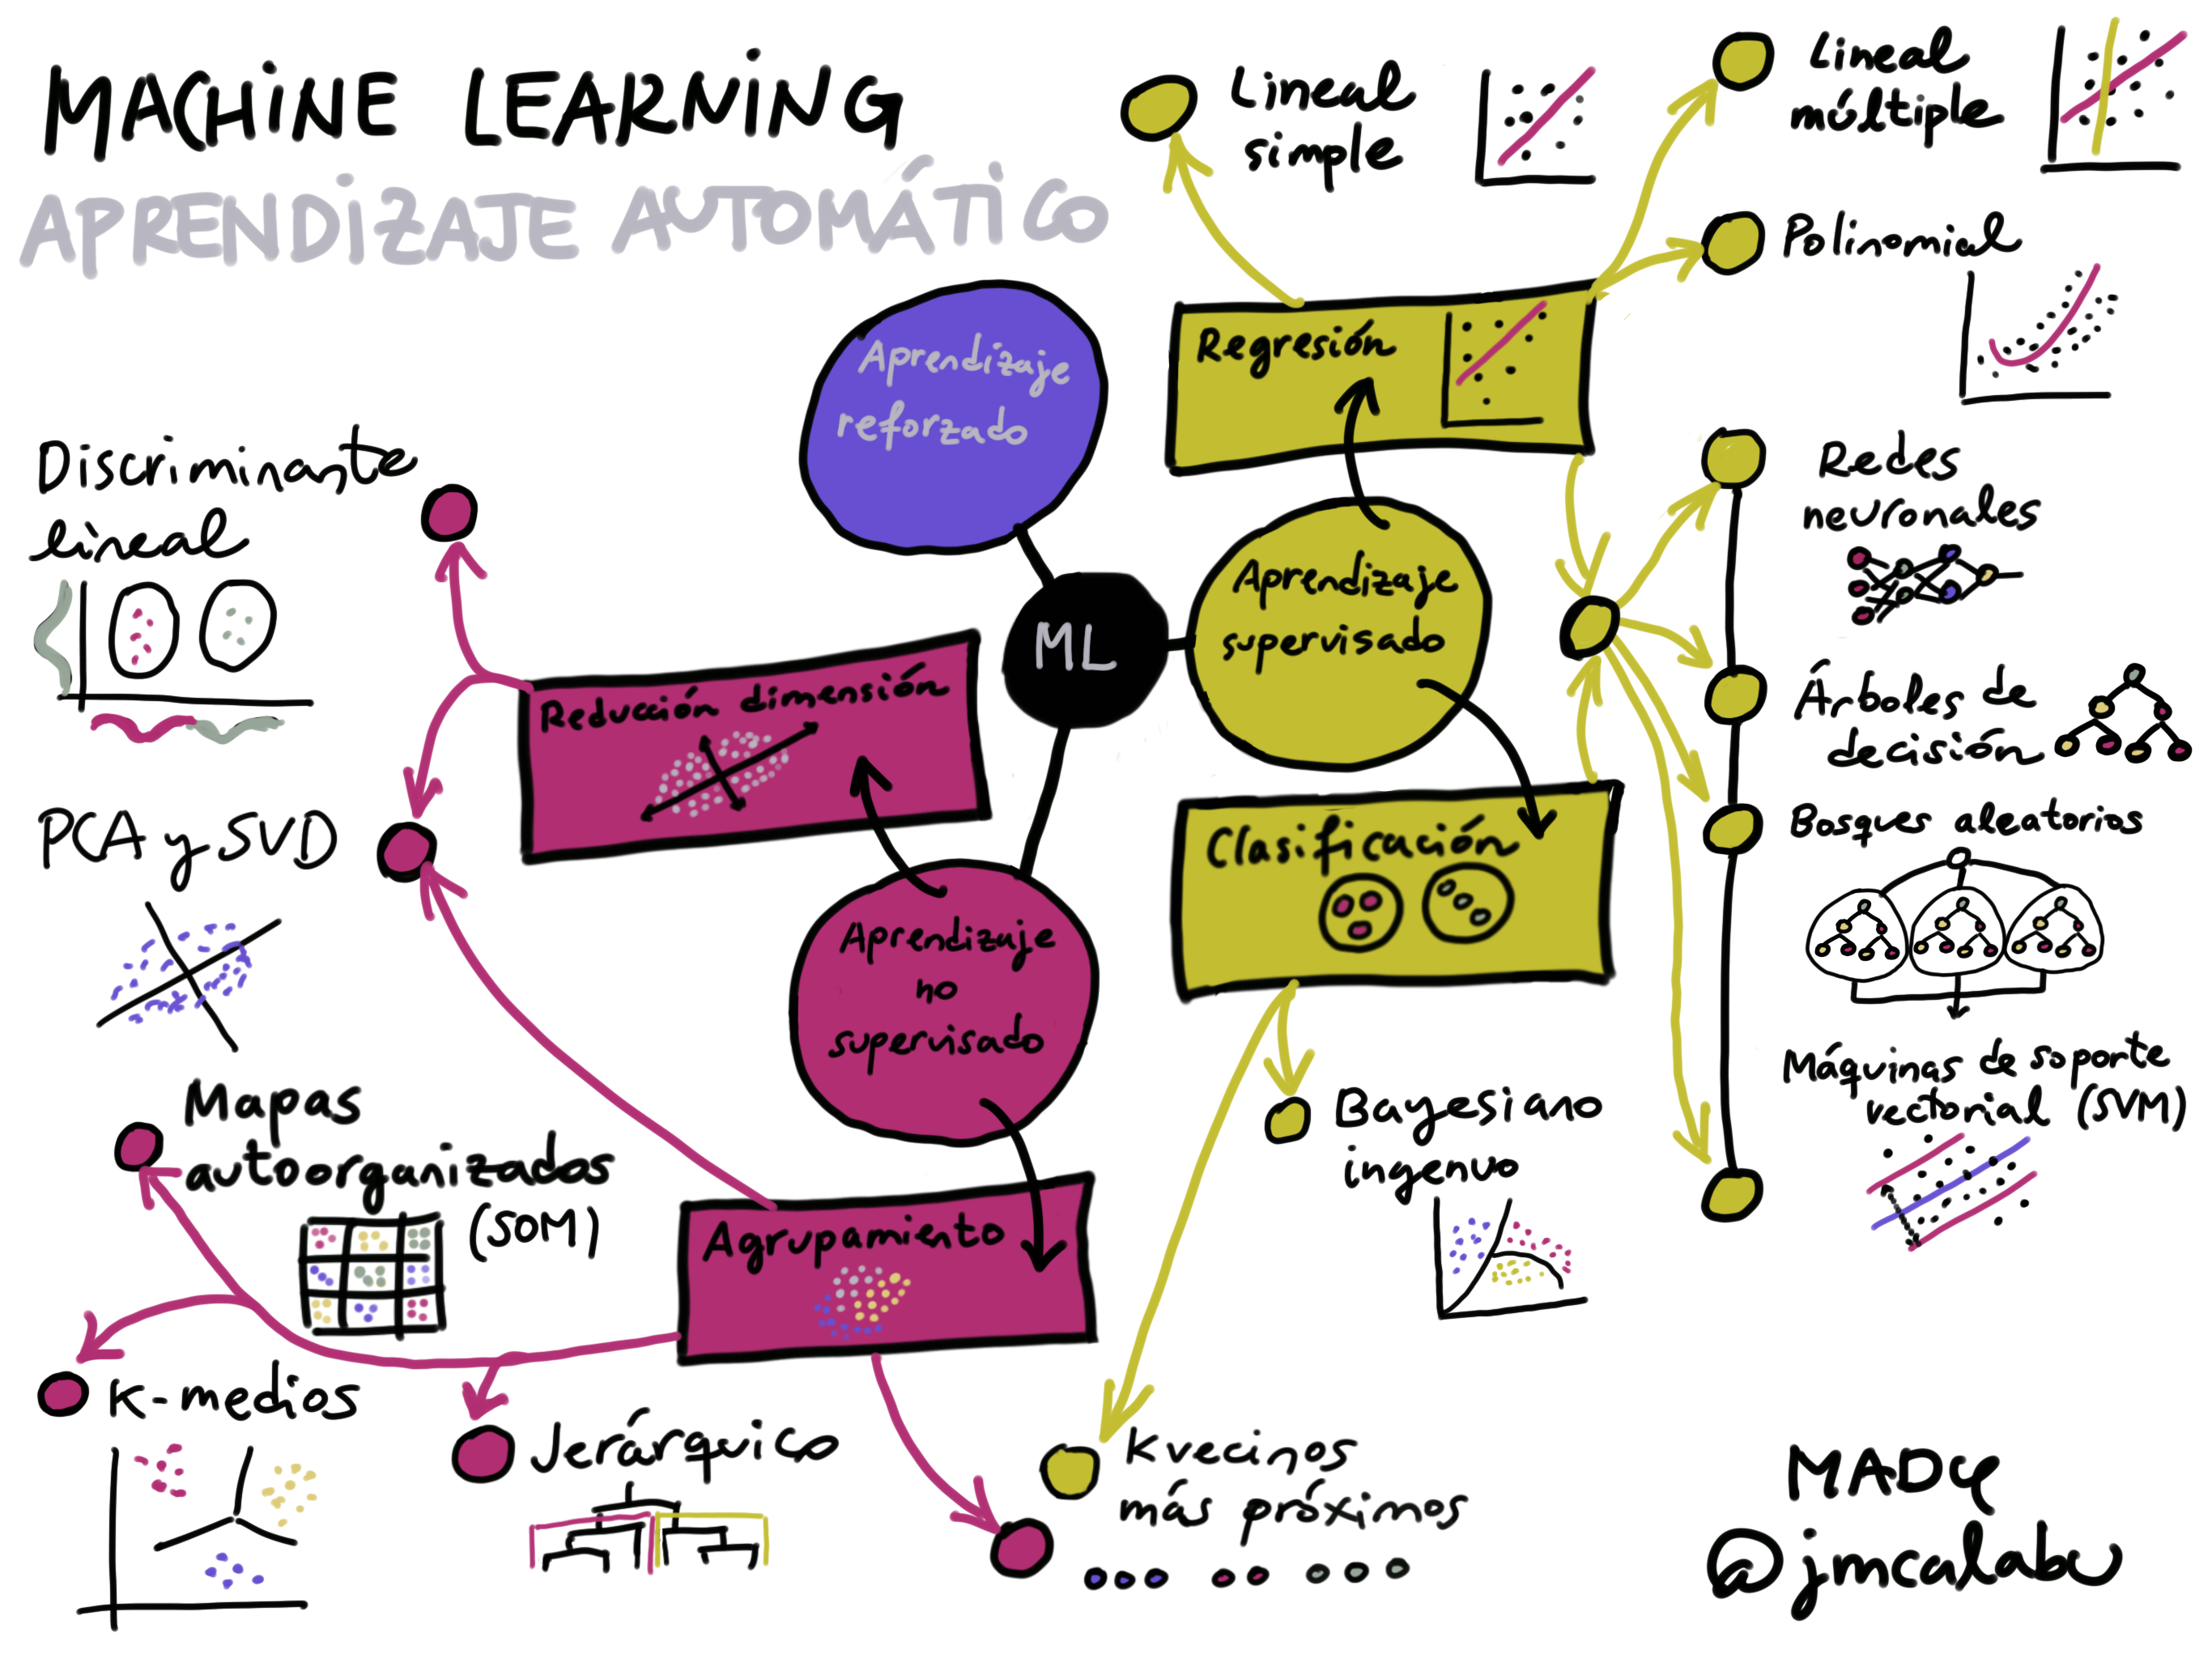 MACHINE LEARNING
APRENDIZAJE AUTOMÁTICO
Lineal
simple
Lineal
múltiple
Polinomial
Regresión
Aprendizaje
reforzado
Discriminante
lineal
Redes
neuronales
Aprendizaje
supervisado
ML
Reducción dimensión
Árboles de
decisión
PCA y SVD
Clasificación
Bosques aleatorios
Aprendizaje
no
supervisado
Máquinas de soporte
vectorial (SVM)
Mapas
autoorganizados
(SOM)
Bayesiano
ingenuo
Agrupamiento
K-medios
Jerárquico
K vecinos
más próximos
MAD4
@jmcalabu